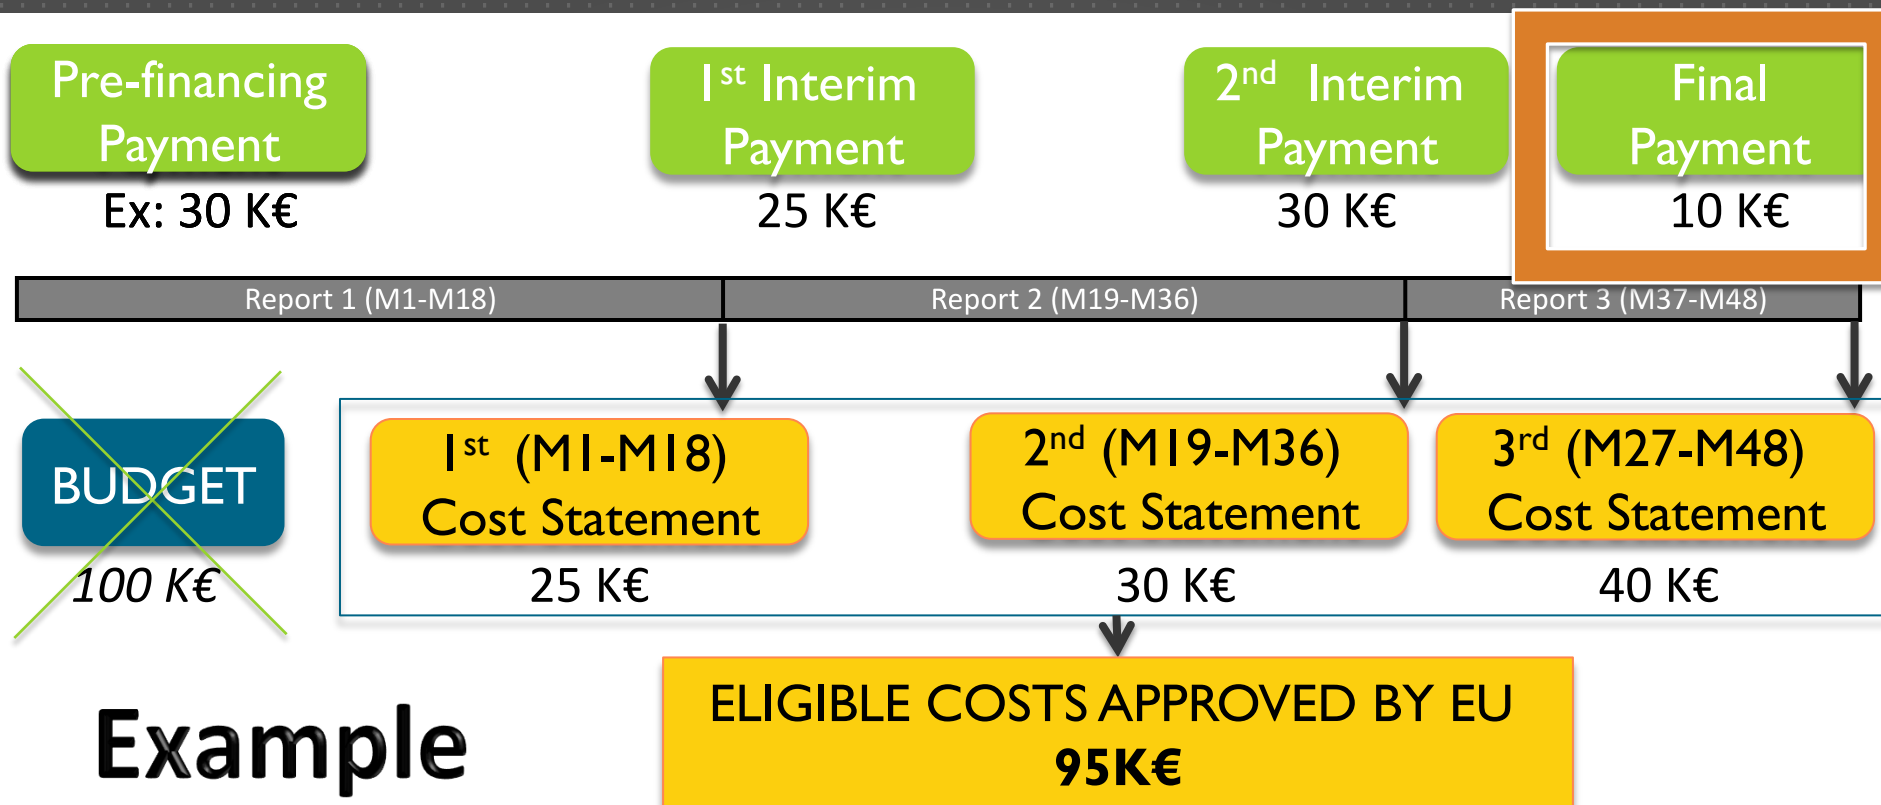 Pre-financing
Payment
Ex: 30 K€
1st Interim
Payment
25 K€
2nd Interim
Payment
30 K€
Final
Payment
10 K€
Report 1 (M1-M18)
Report 2 (M19-M36)
Report 3 (M37-M48)
BUDGET
100 K€
1st (M1-M18)
Cost Statement
25 K€
2nd (M19-M36)
Cost Statement
30 K€
3rd (M27-M48)
Cost Statement
40 K€
Example
ELIGIBLE COSTS APPROVED BY EU
95K€